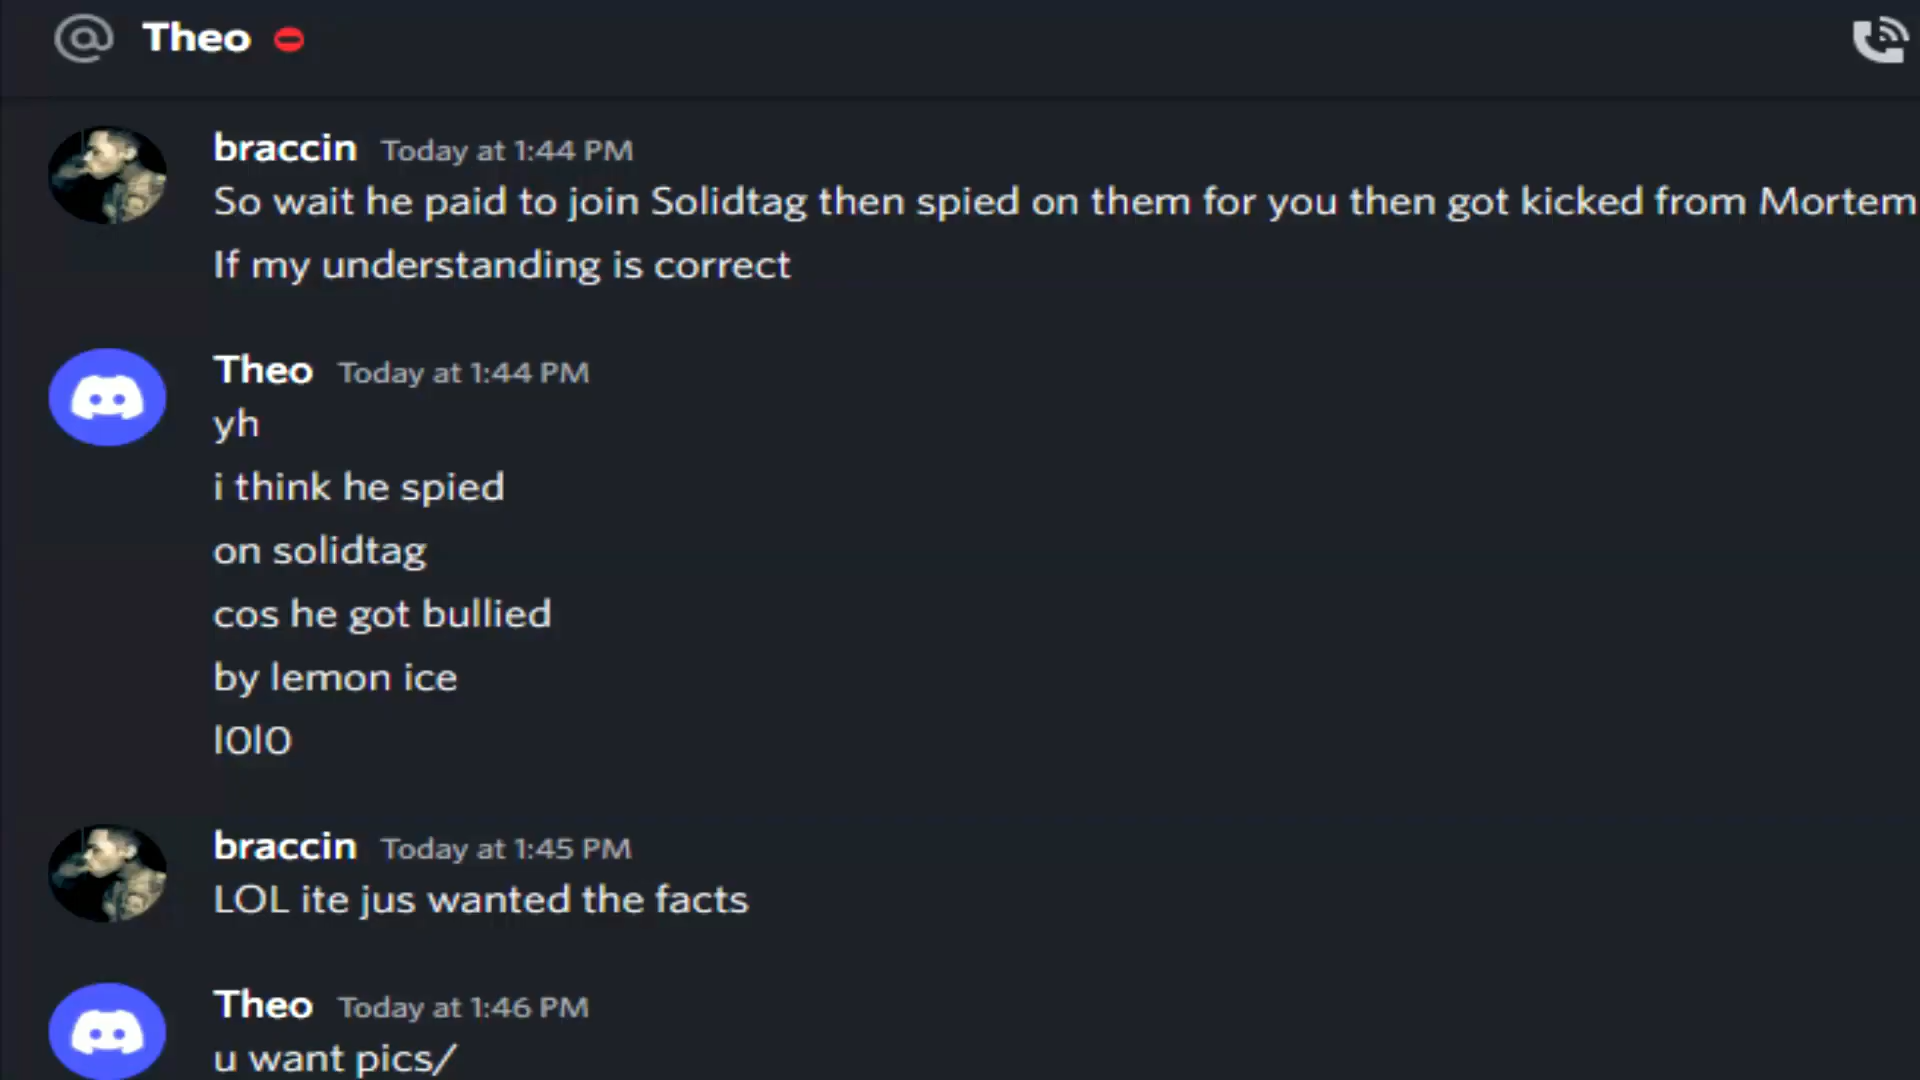 Theo
braccin Today at 1:44 PM
So wait he paid to join Solidtag then spied on them for you then got kicked from Mortem
If my understanding is correct
Theo Today at 1:44 PM
yh
i think he spied
on solidtag
cos he got bullied
by lemon ice
l0l0
braccin Today at 1:45 PM
LOL ite jus wanted the facts
Theo Today at 1:46 PM
u want pics/